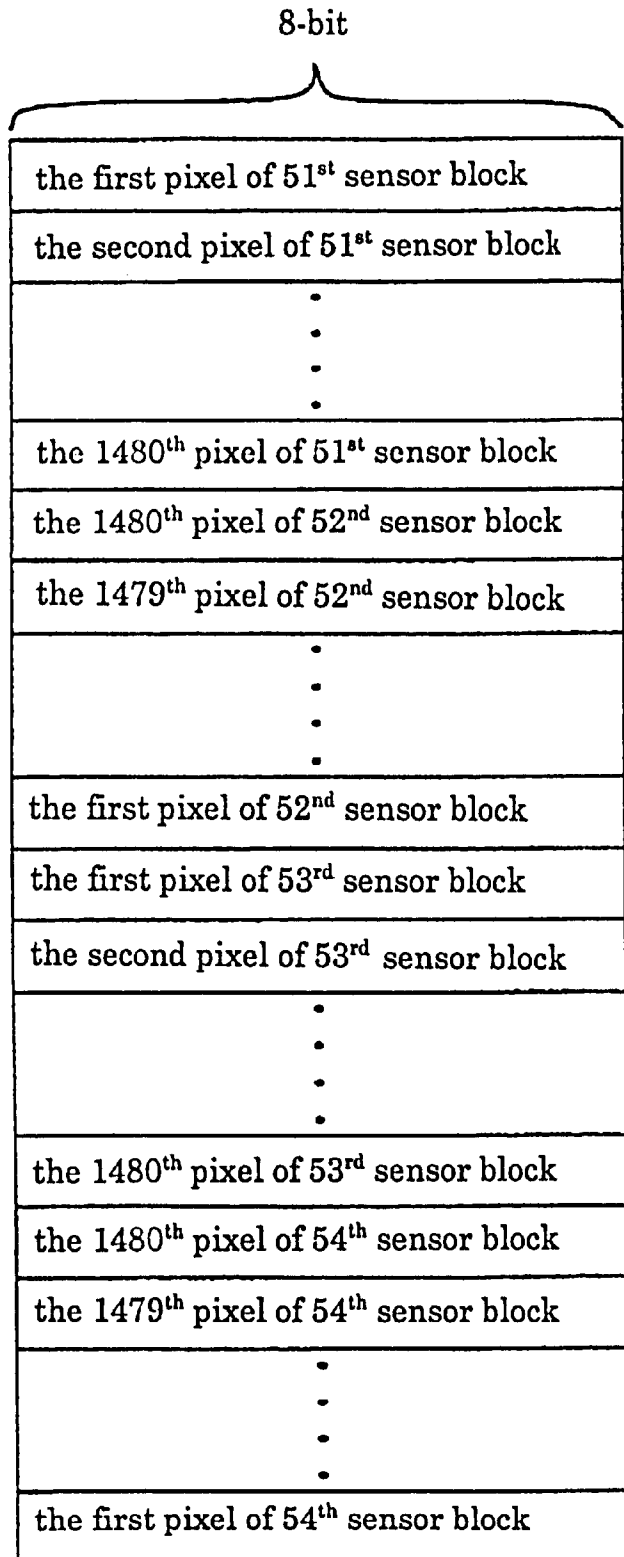 8-bit
the first pixel of 51st sensor block
the second pixel of 51st sensor block
the 1480th pixel of 51st sensor block
the 1480th pixel of 52nd sensor block
the 1479th pixel of 52nd sensor block
the first pixel of 52nd sensor block
the first pixel of 53rd sensor block
the second pixel of 53rd sensor block
the 1480th pixel of 53rd sensor block
the 1480th pixel of 54th sensor block
the 1479th pixel of 54th sensor block
the first pixel of 54th sensor block